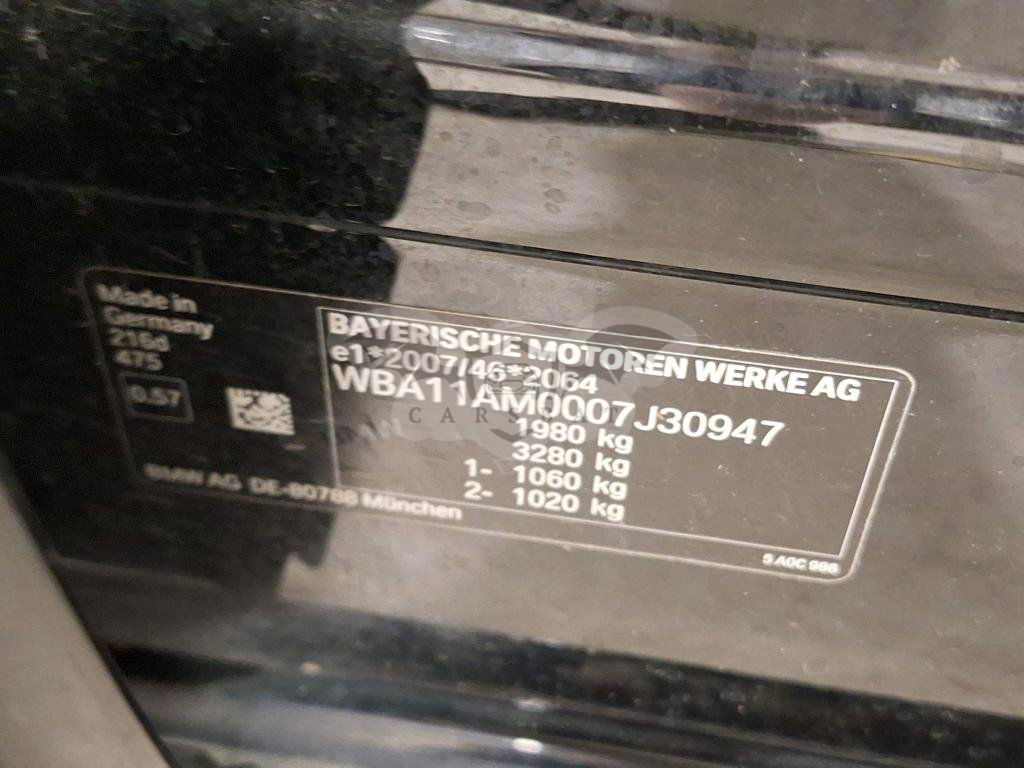 Made in
Germany
216d
475
0.57
BAYERISCHE MOTOREN WERKE AG
e1*2007/46*2064
WBA11AM0007J30947
1980 kg
3280 kg
1- 1060 kg
2- 1020 kg
BMW AG, DE-80788 München
5 A0C 986